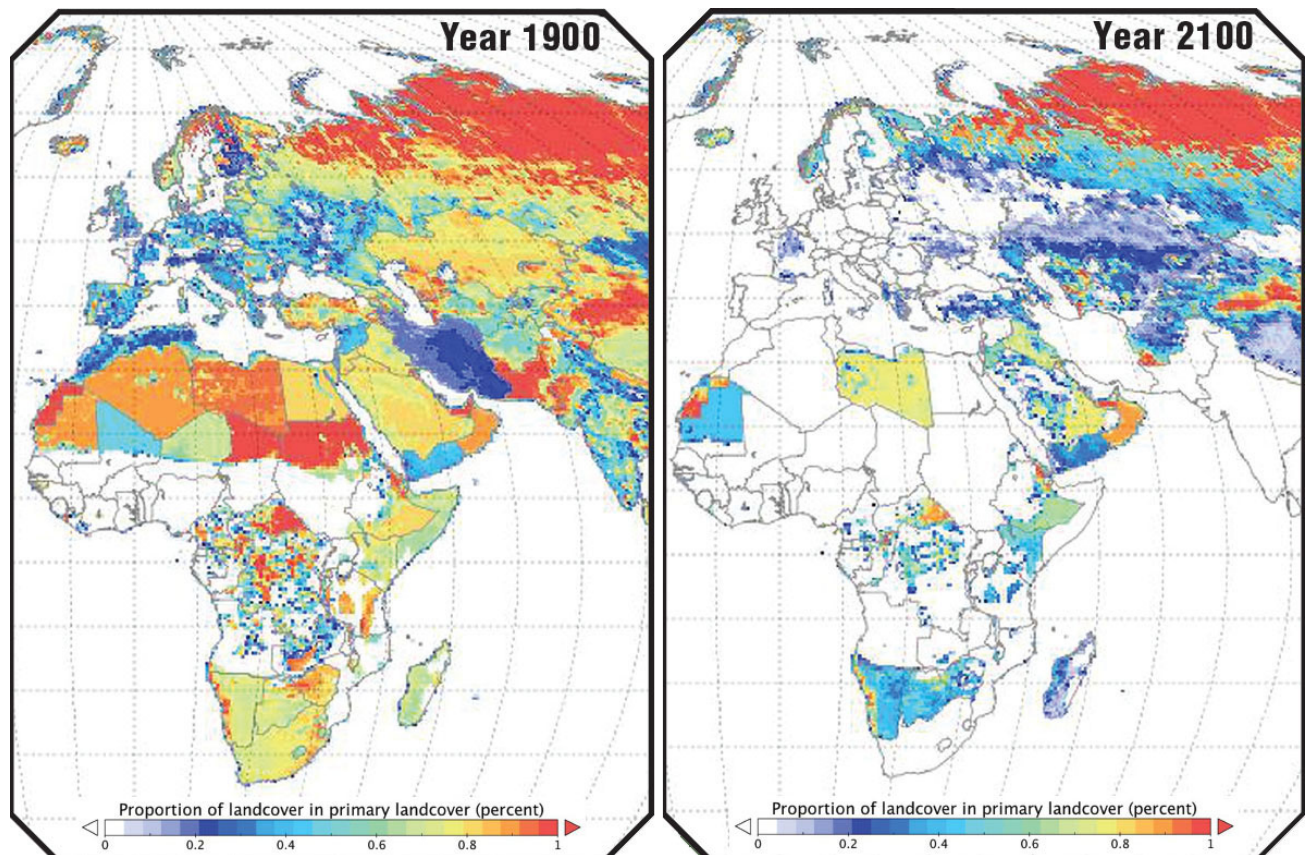 Year 1900
Year 2100
Proportion of landcover in primary landcover (percent)
0 0.2 0.4 0.6 0.8 1
Proportion of landcover in primary landcover (percent)
0 0.2 0.4 0.6 0.8 1